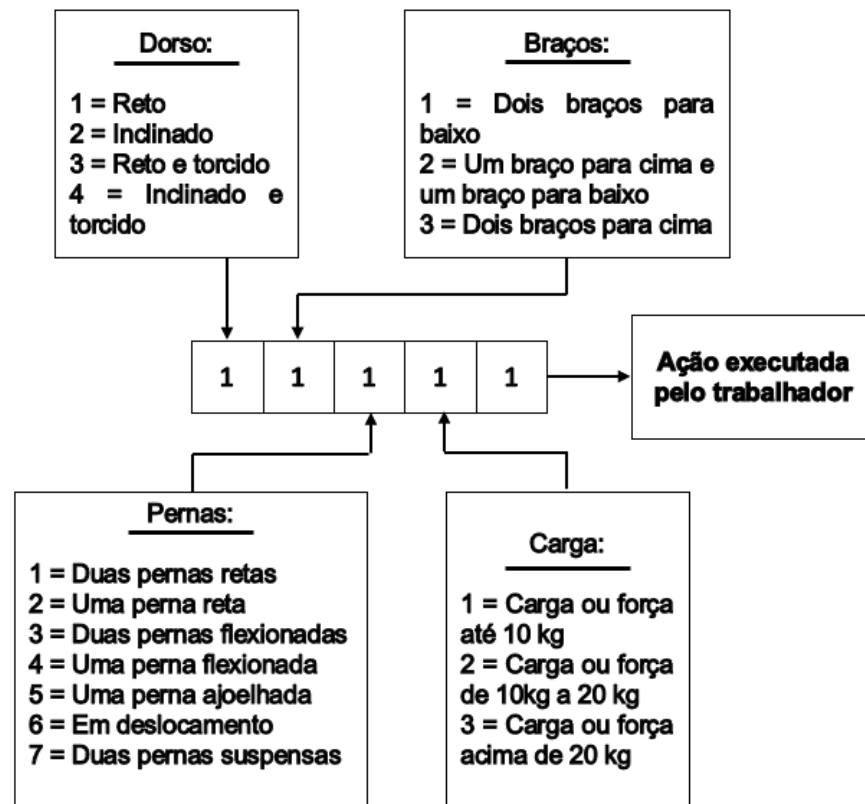 Dorso:
1 = Reto
2 = Inclinado
3 = Reto e torcido
4 = Inclinado e
torcido
Braços:
1 = Dois braços para
baixo
2 = Um braço para cima e
um braço para baixo
3 = Dois braços para cima
1 1 1 1 1
Ação executada
pelo trabalhador
Pernas:
1 = Duas pernas retas
2 = Uma perna reta
3 = Duas pernas flexionadas
4 = Uma perna flexionada
5 = Uma perna ajoelhada
6 = Em deslocamento
7 = Duas pernas suspensas
Carga:
1 = Carga ou força
até 10 kg
2 = Carga ou força
de 10kg a 20 kg
3 = Carga ou força
acima de 20 kg